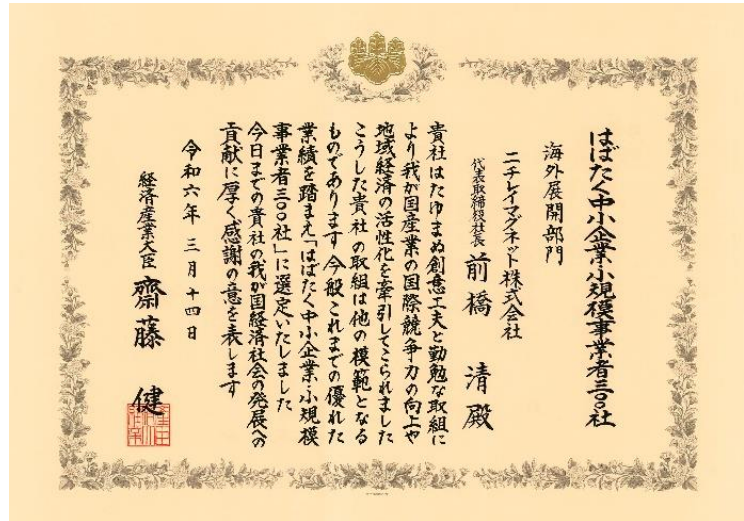 はばたく中小企業・小規模事業者三〇〇社
海外展開部門
ニチレイマグネット株式会社
代表取締役社長 前橋 清 殿
貴社はたゆまぬ創意工夫と勤勉な取組に
より我が国産業の国際競争力の向上や
地域経済の活性化を牽引してこられました
こうした貴社の取組は他の模範となる
ものであります 今般これまでの優れた
業績を踏まえ「はばたく中小企業・小規模
事業者三〇〇社」に選定いたしました
今日までの貴社の我が国経済社会の発展への
貢献に厚く感謝の意を表します
令和六年三月十四日
経済産業大臣 齋藤 健